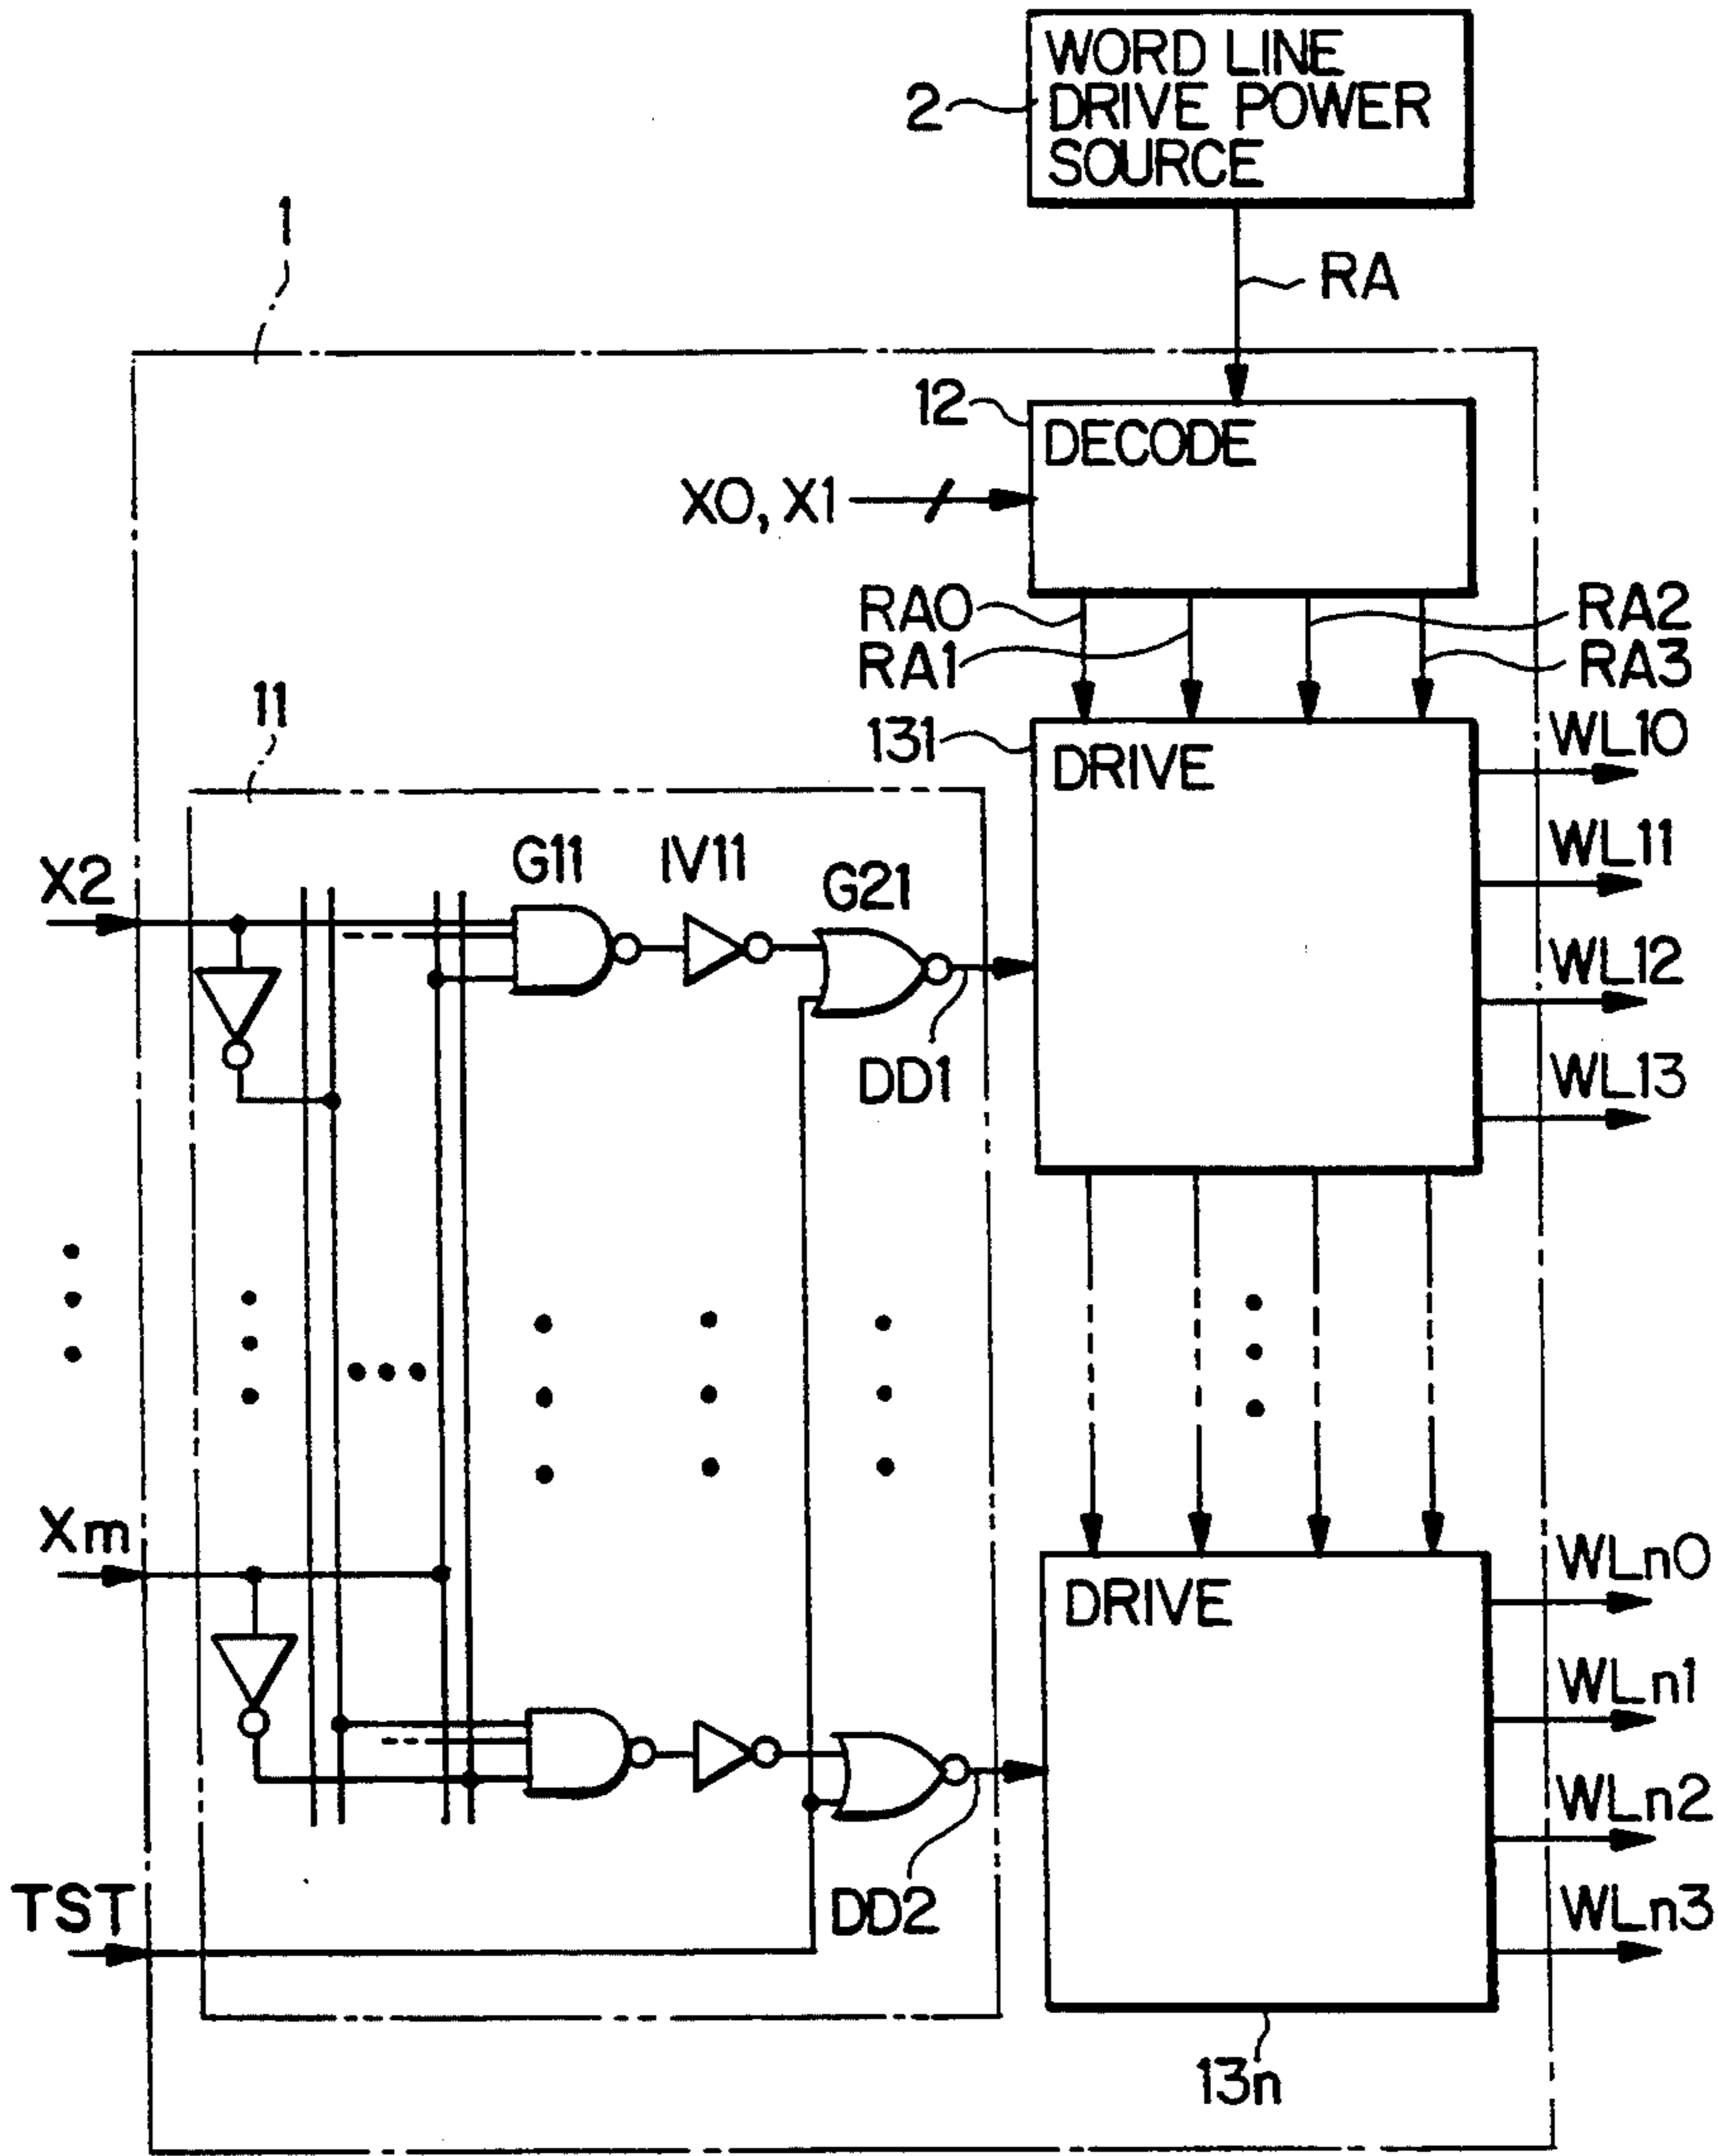 WORD LINE
DRIVE POWER
SOURCE
2
1
RA
12
DECODE
X0, X1
RA0
RA1
RA2
RA3
11
131
DRIVE
WL10
WL11
WL12
WL13
X2
G11
IV11
G21
DD1
Xm
DRIVE
WLn0
WLn1
WLn2
WLn3
TST
DD2
13n